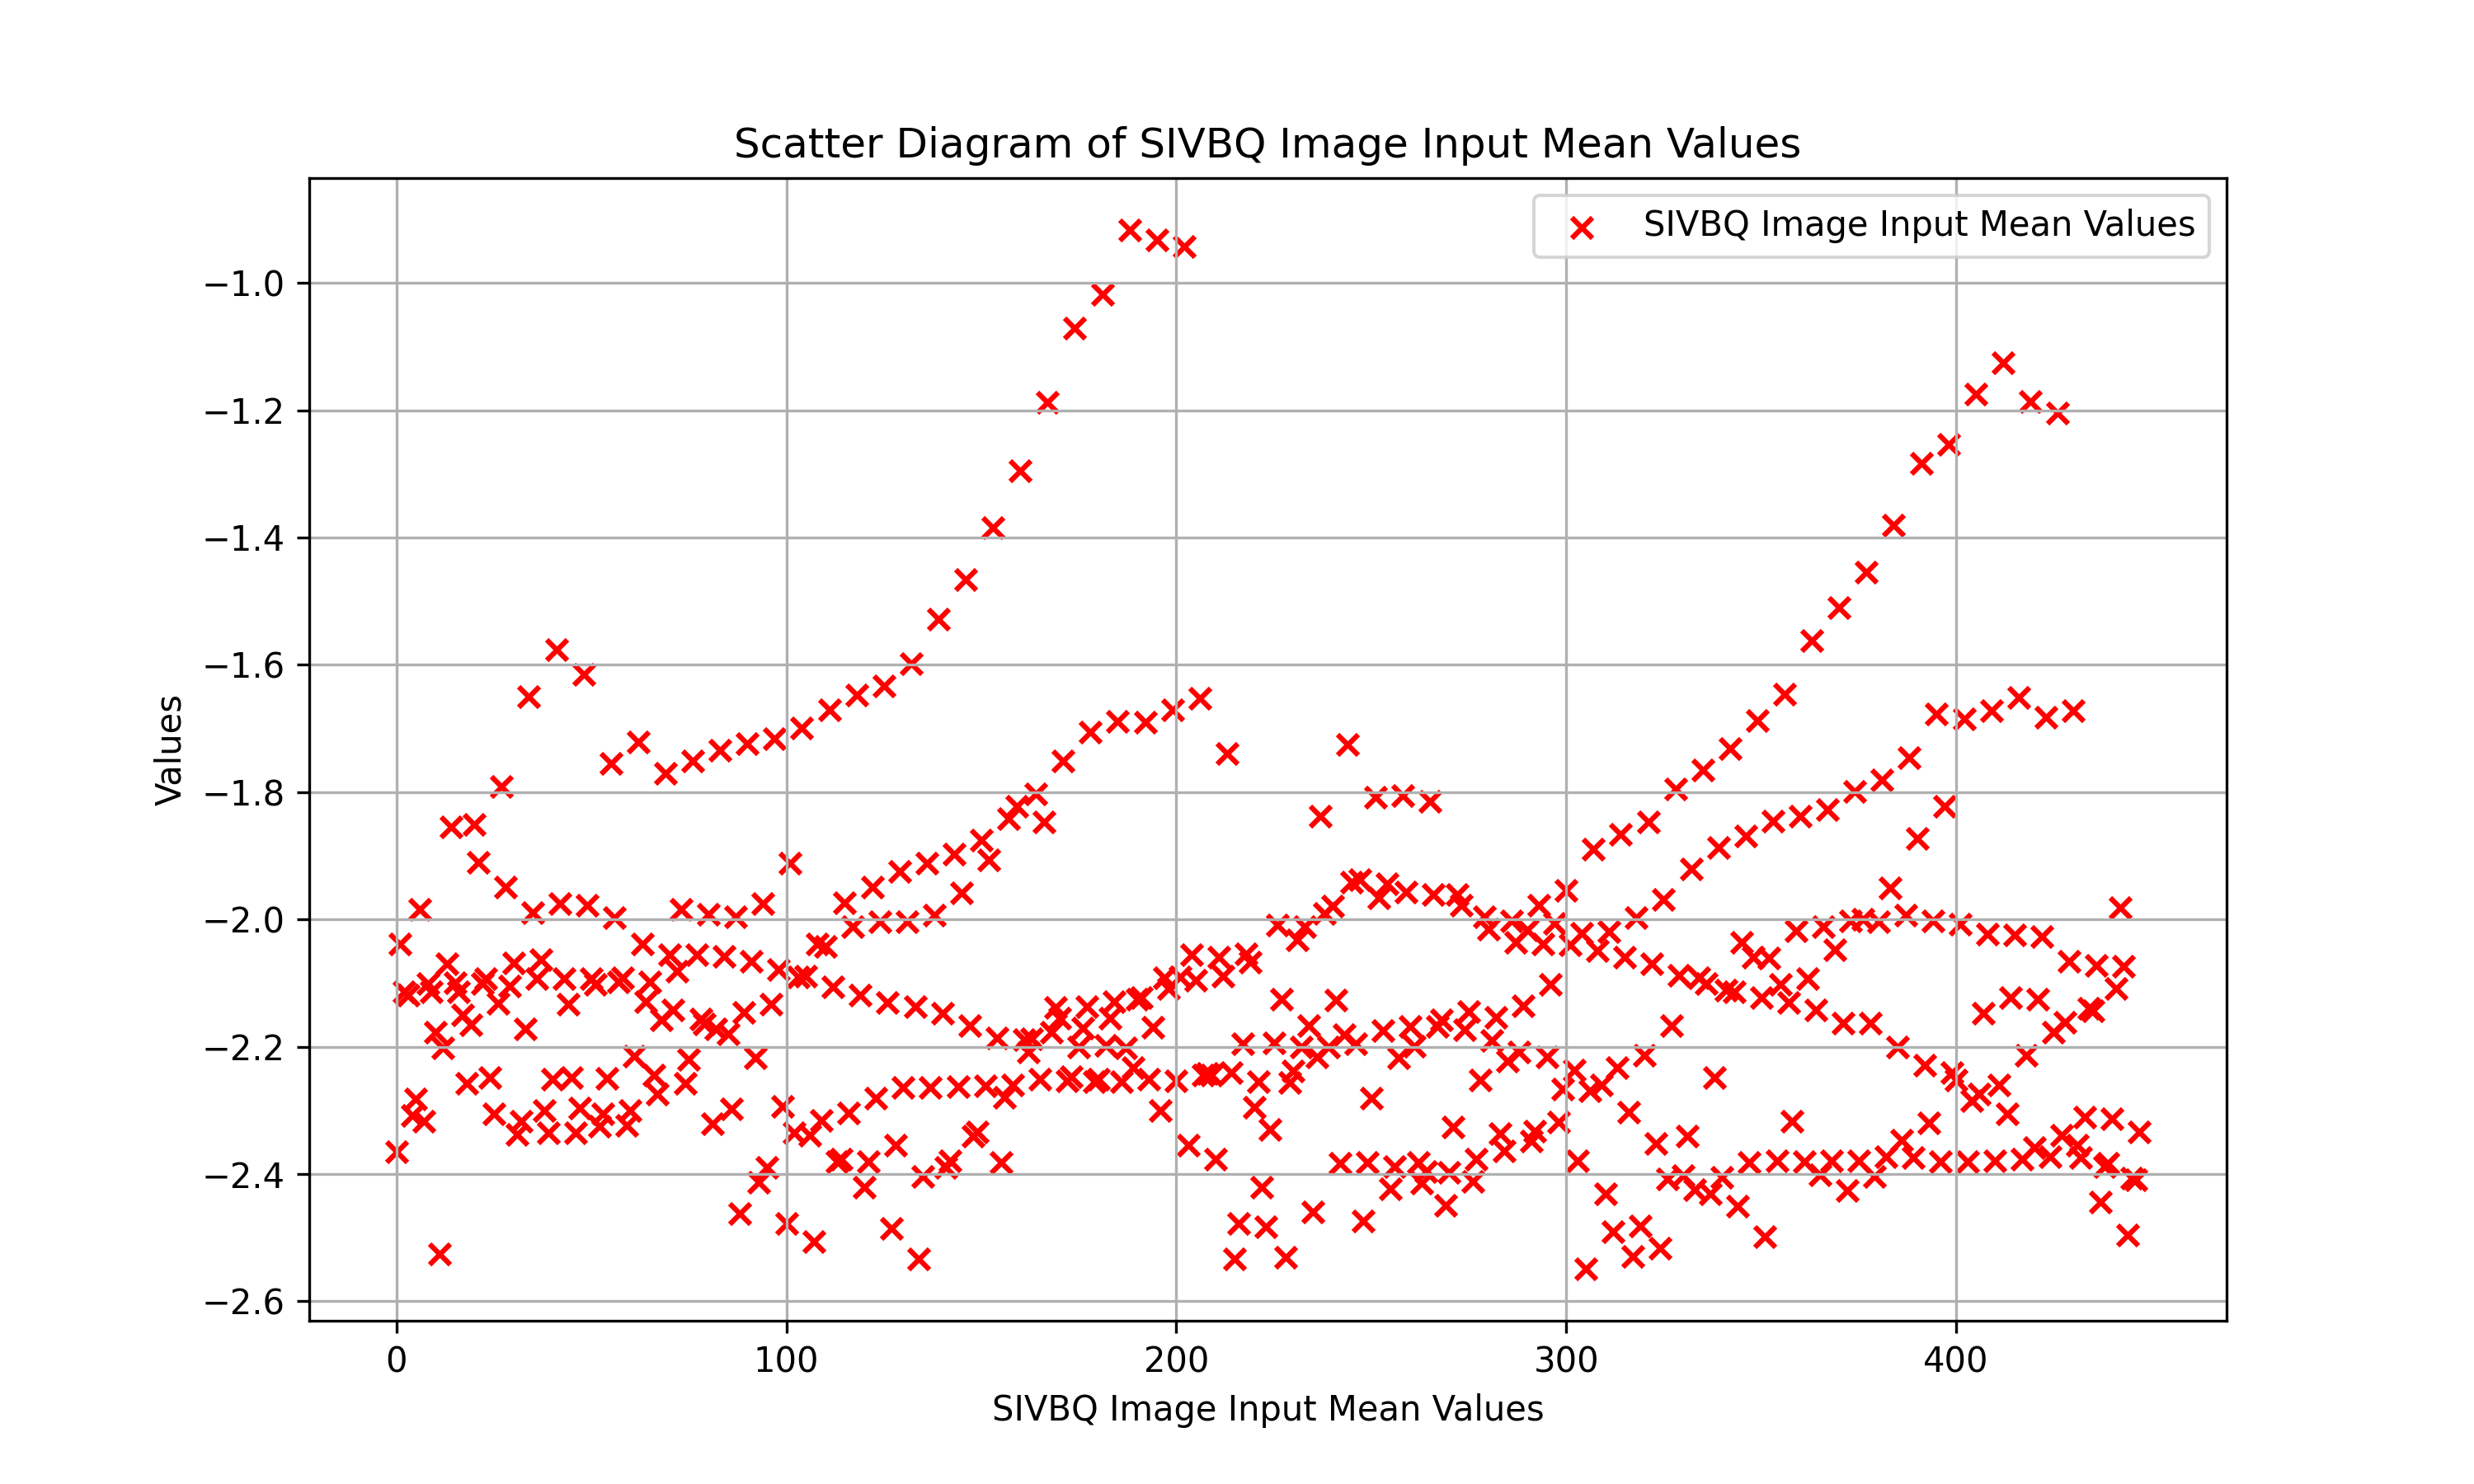 Scatter Diagram of SIVBQ Image Input Mean Values
SIVBQ Image Input Mean Values
−1.0
−1.2
−1.4
−1.6
−1.8
−2.0
−2.2
−2.4
−2.6
Values
0 100 200 300 400
SIVBQ Image Input Mean Values